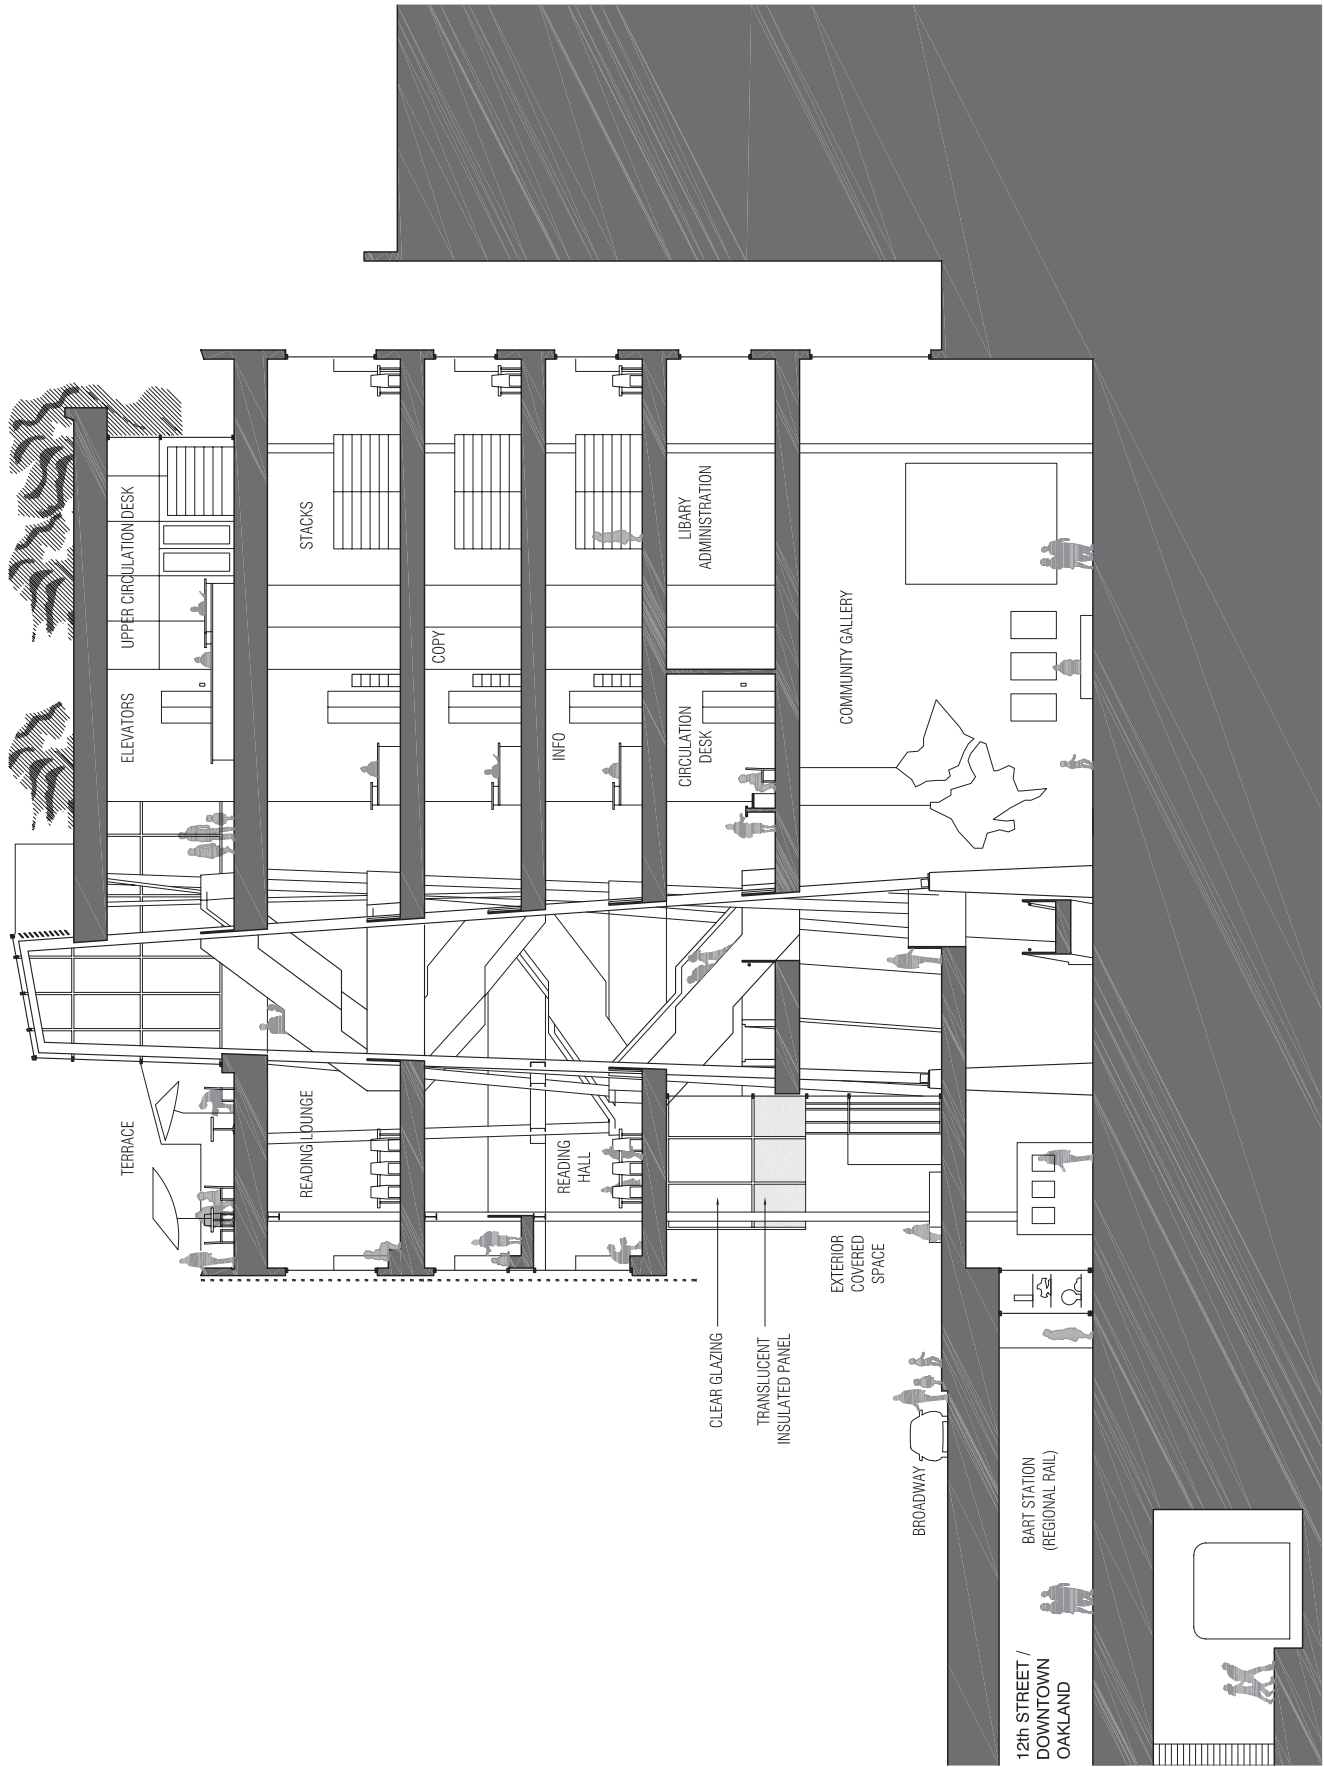 TERRACE
ELEVATORS
UPPER CIRCULATION DESK
READING LOUNGE
STACKS
COPY
READING
HALL
INFO
CIRCULATION
DESK
LIBARY
ADMINISTRATION
CLEAR GLAZING
TRANSLUCENT
INSULATED PANEL
EXTERIOR
COVERED
SPACE
COMMUNITY GALLERY
BROADWAY
BART STATION
(REGIONAL RAIL)
12th STREET /
DOWNTOWN
OAKLAND